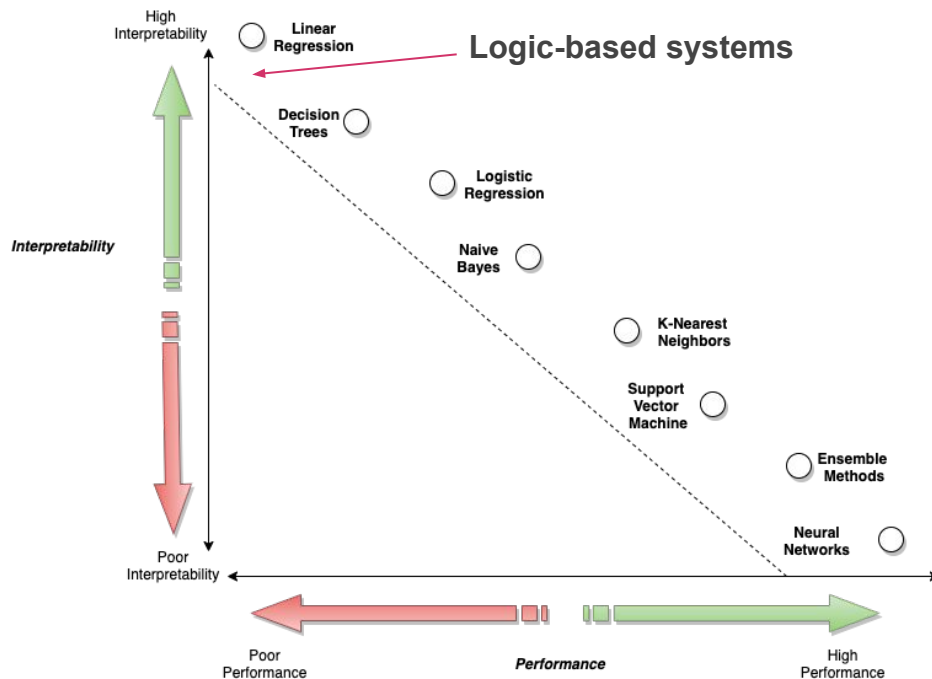 High
Interpretability
Linear
Regression
Logic-based systems
Decision
Trees
Logistic
Regression
Interpretability
Naive
Bayes
K-Nearest
Neighbors
Support
Vector
Machine
Ensemble
Methods
Neural
Networks
Poor
Interpretability
Poor
Performance
Performance
High
Performance